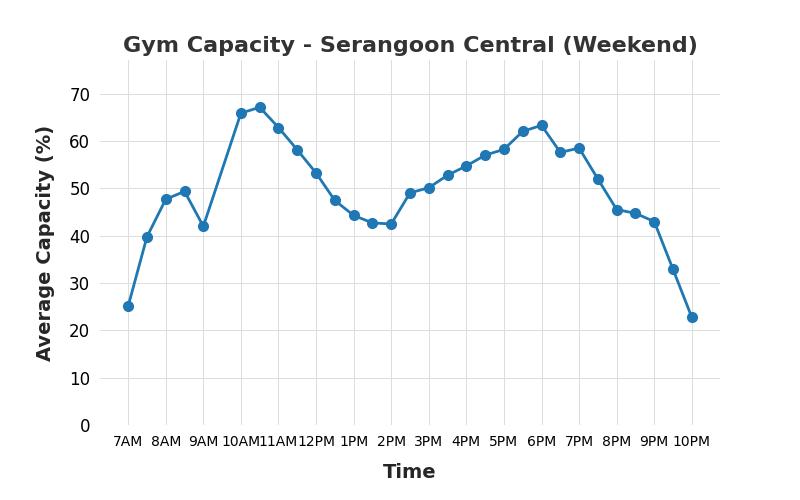 Gym Capacity - Serangoon Central (Weekend)
Average Capacity (%)
70
60
50
40
30
20
10
0
7AM 8AM 9AM 10AM 11AM 12PM 1PM 2PM 3PM 4PM 5PM 6PM 7PM 8PM 9PM 10PM
Time